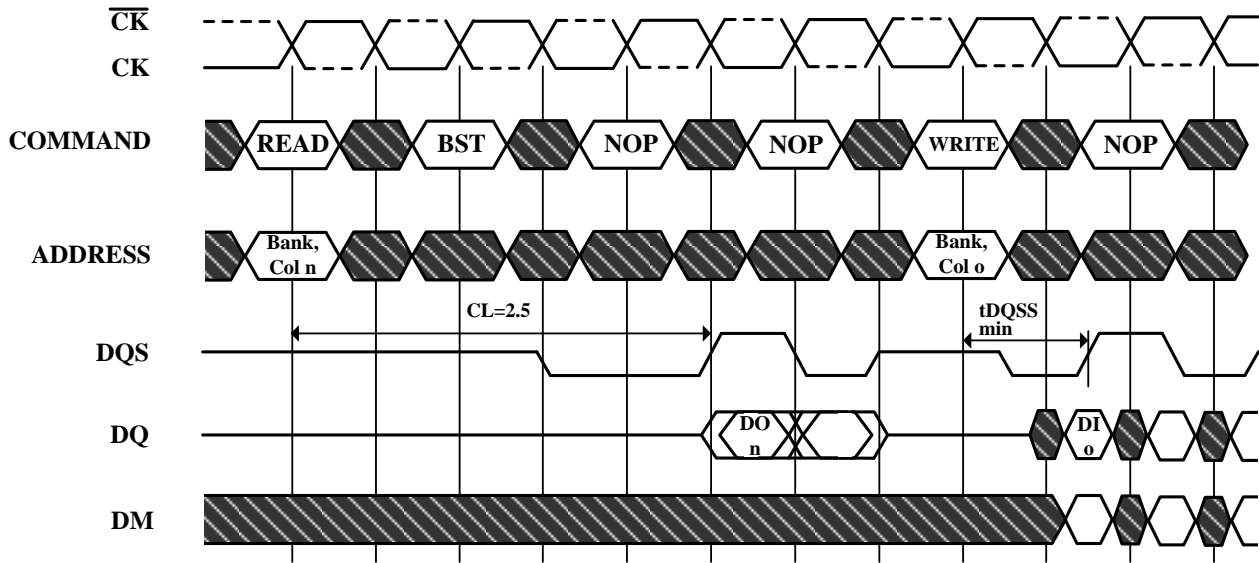 CK
CK
COMMAND
READ
BST
NOP
NOP
WRITE
NOP
ADDRESS
Bank,
Col n
Bank,
Col o
CL=2.5
tDQSS
min
DQS
DQ
DO
n
DI
o
DM